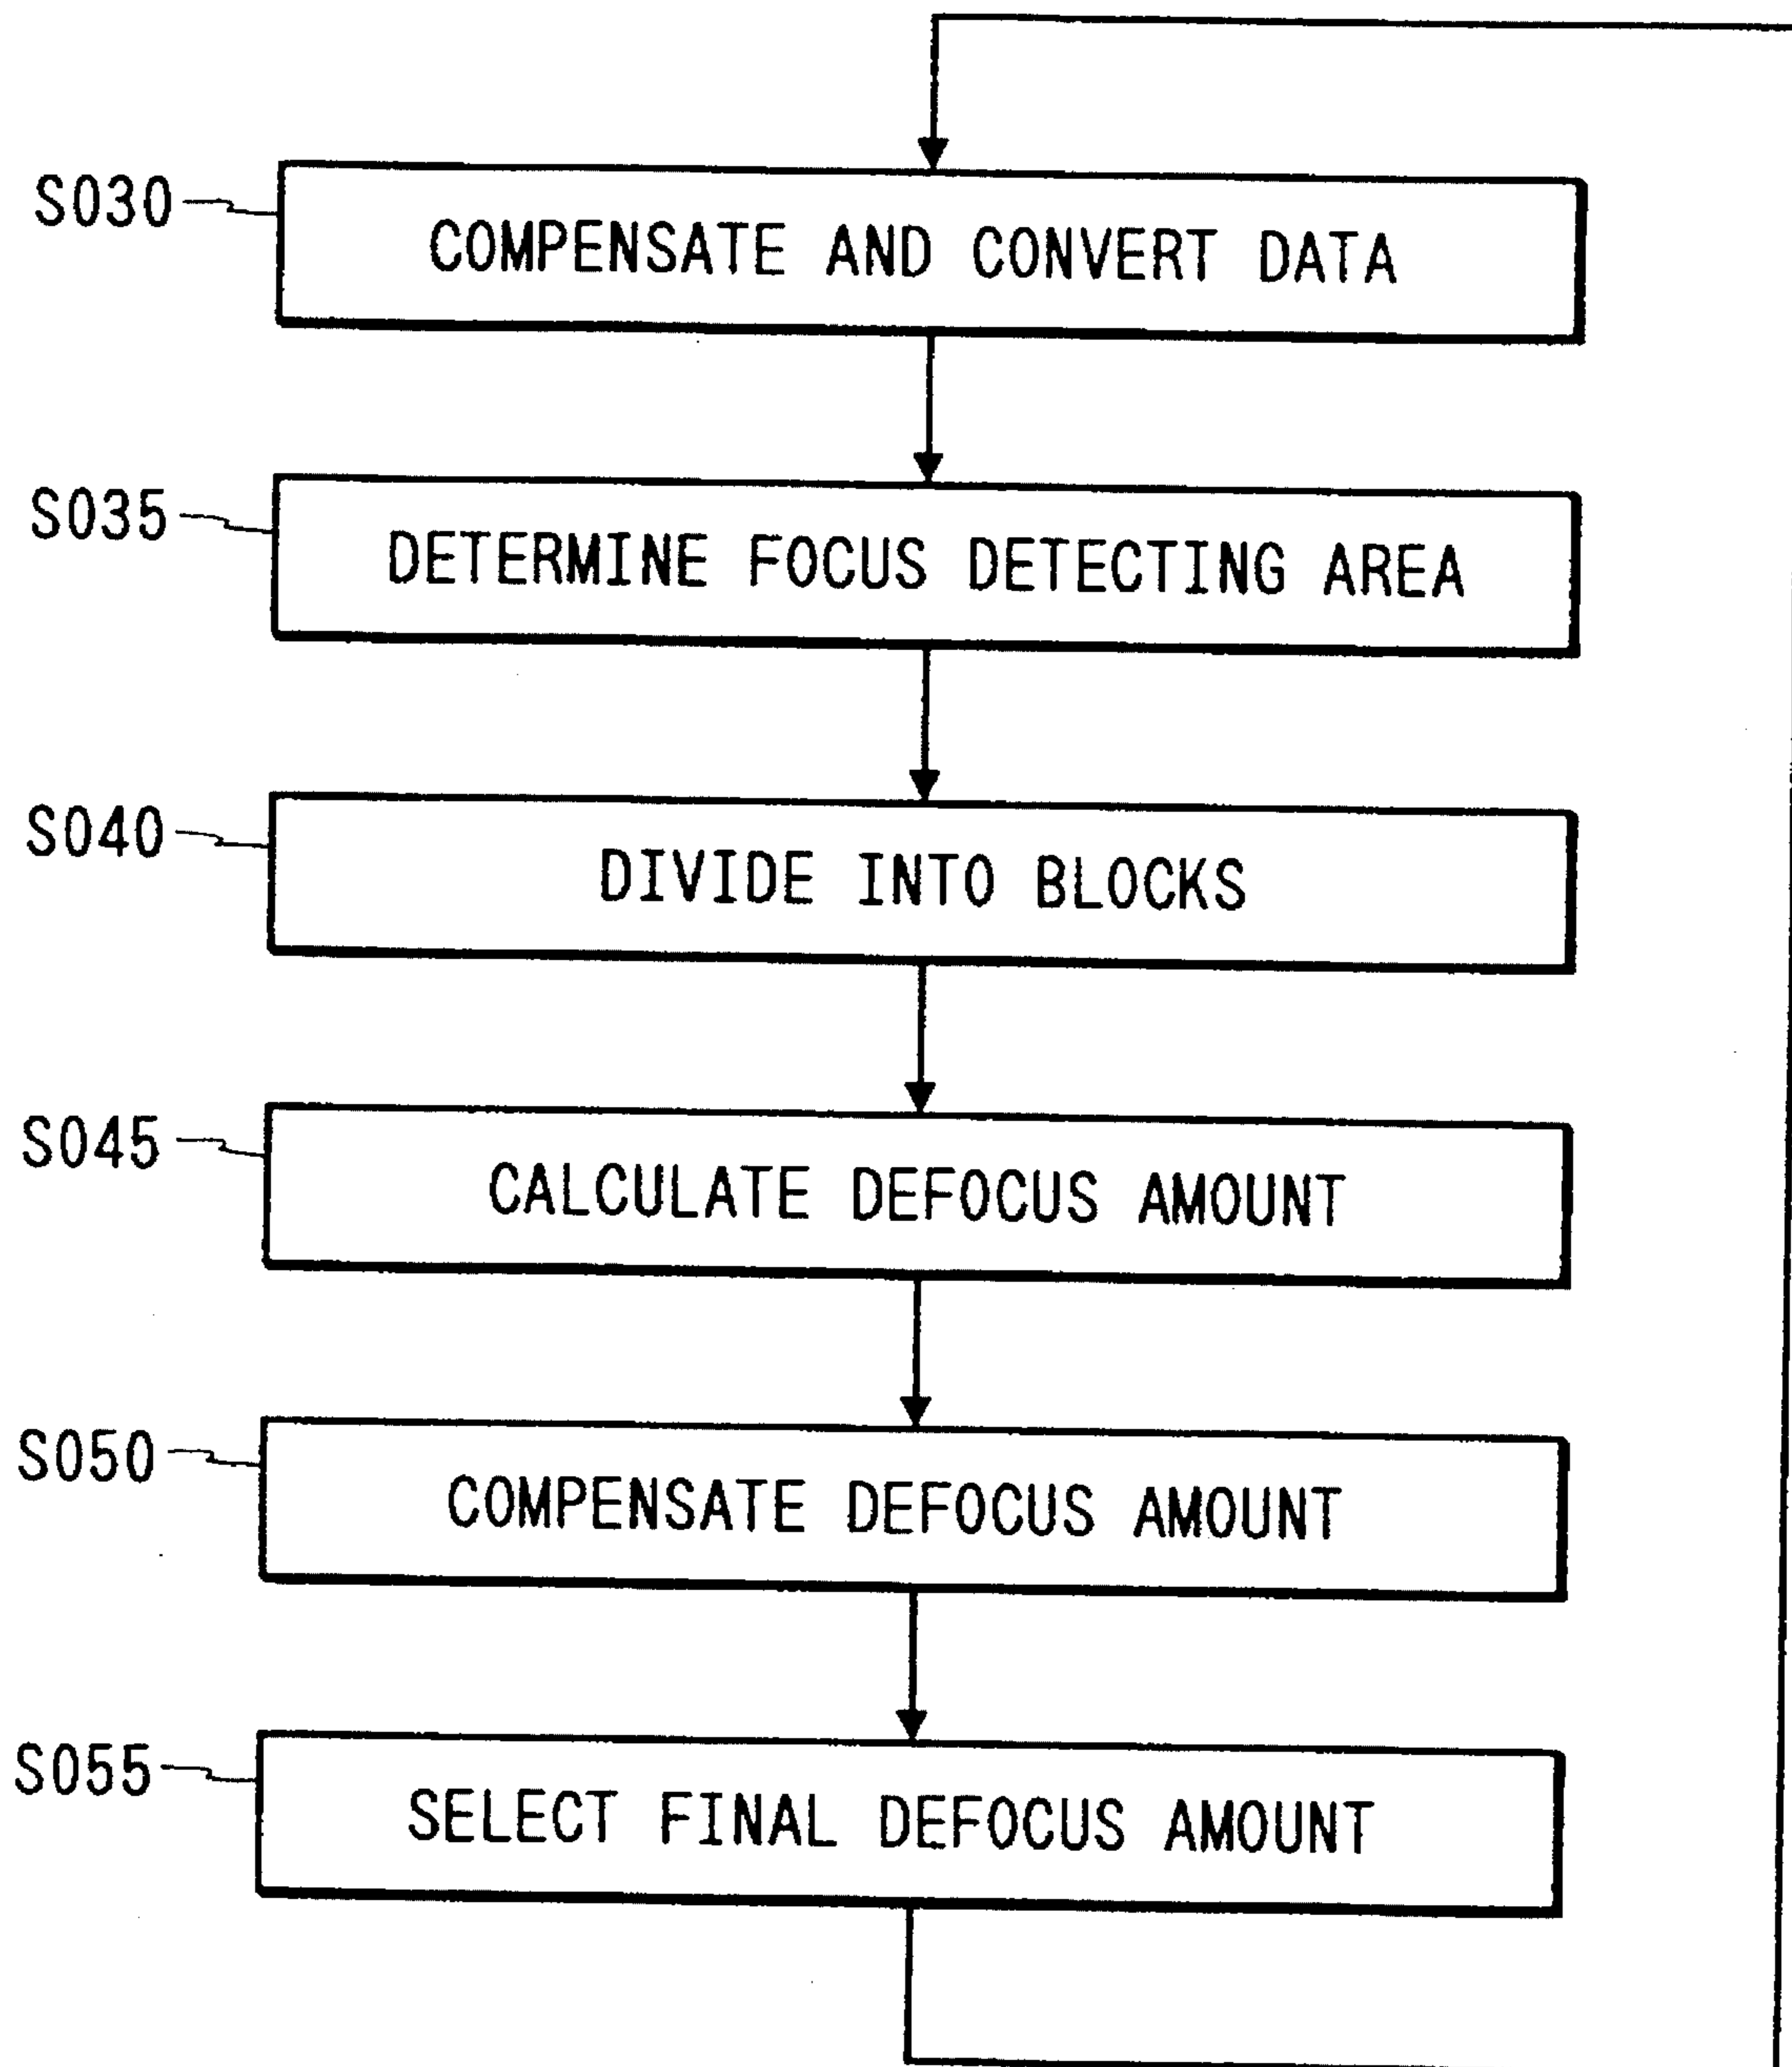 S030 COMPENSATE AND CONVERT DATA
S035 DETERMINE FOCUS DETECTING AREA
S040 DIVIDE INTO BLOCKS
S045 CALCULATE DEFOCUS AMOUNT
S050 COMPENSATE DEFOCUS AMOUNT
S055 SELECT FINAL DEFOCUS AMOUNT